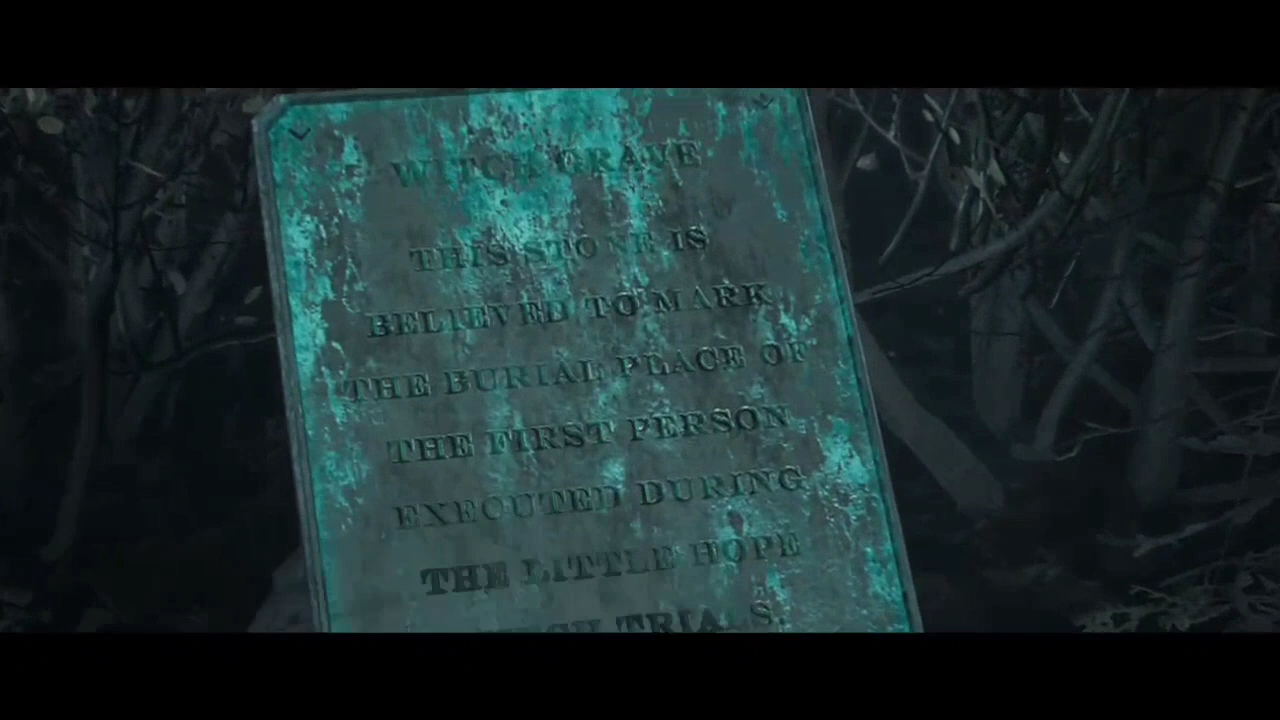 WITCH GRAVE
THIS STONE IS
BELIEVED TO MARK
THE BURIAL PLACE OF
THE FIRST PERSON
EXECUTED DURING
THE LITTLE HOPE
TRIALS.